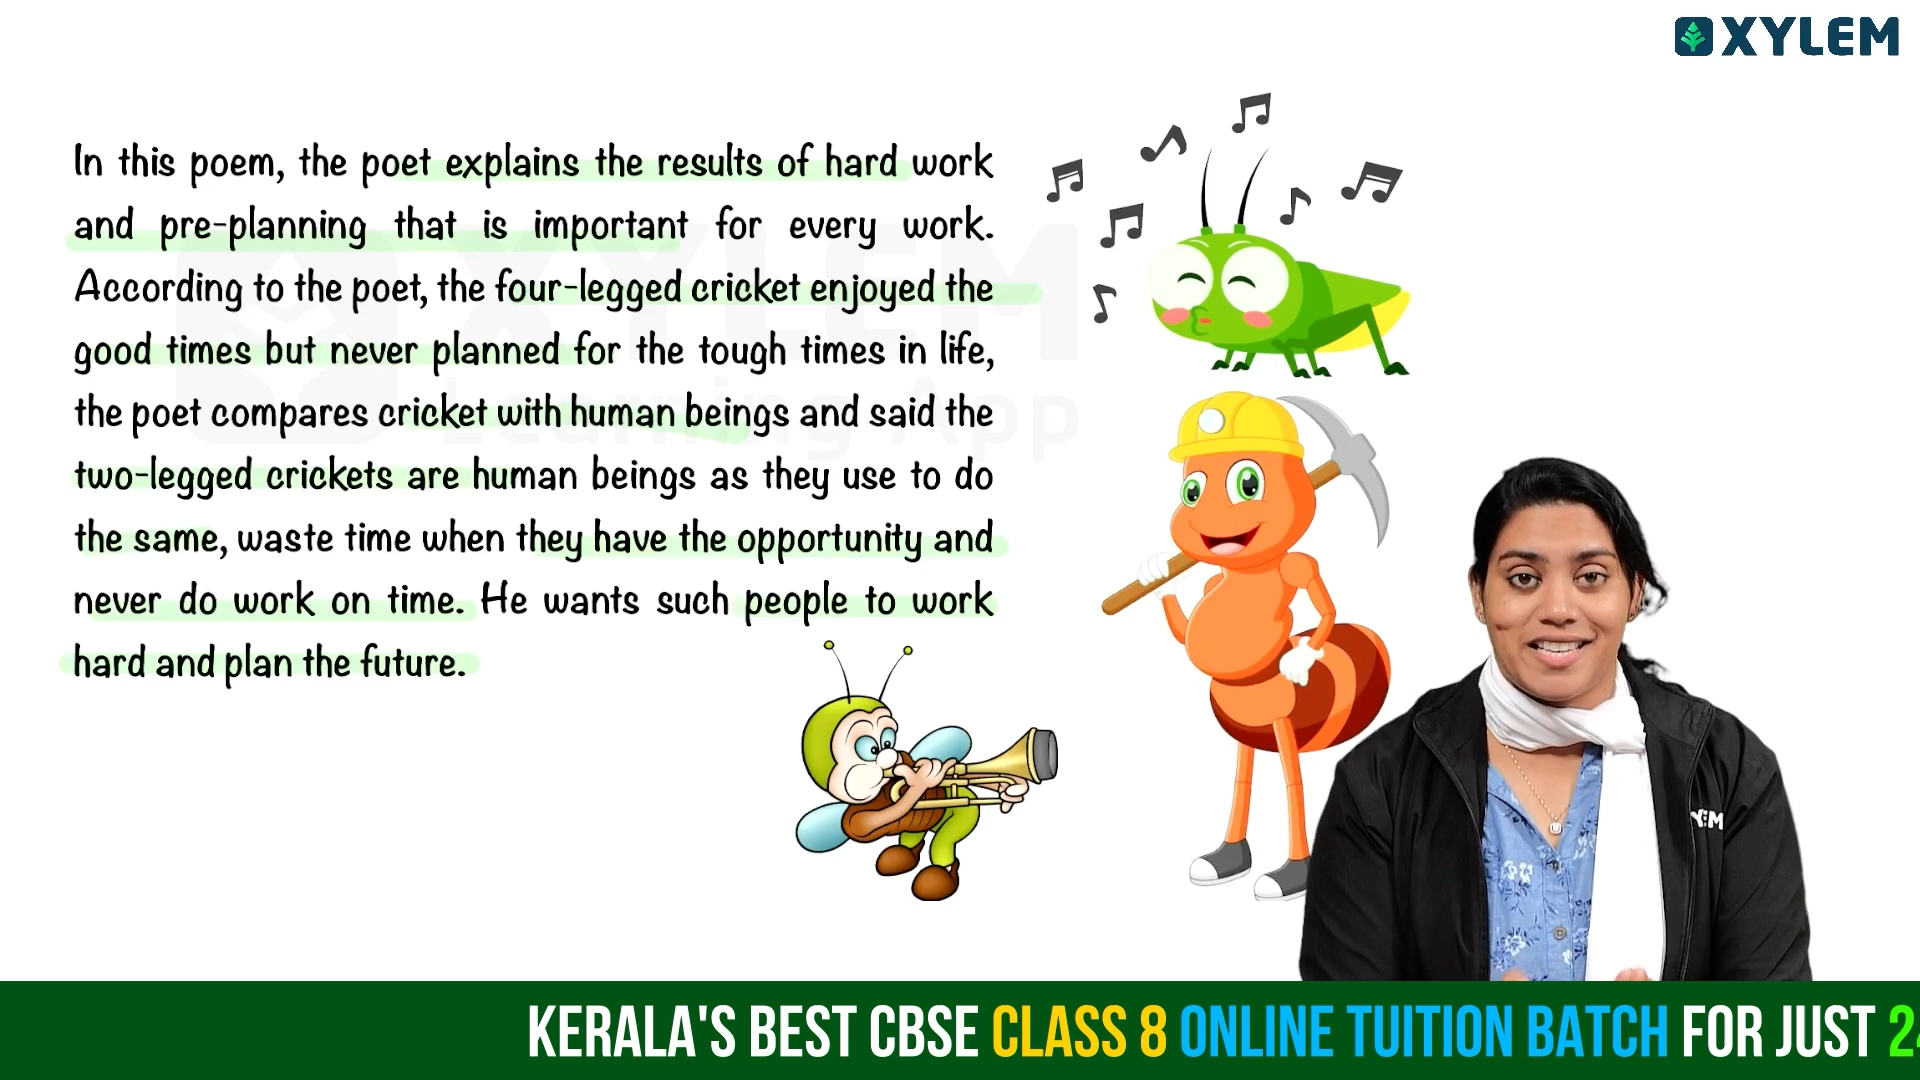 XYLEM
In this poem, the poet explains the results of hard work
and pre-planning that is important for every work.
According to the poet, the four-legged cricket enjoyed the
good times but never planned for the tough times in life,
the poet compares cricket with human beings and said the
two-legged crickets are human beings as they use to do
the same, waste time when they have the opportunity and
never do work on time. He wants such people to work
hard and plan the future.
XYLEM
Learning App
KERALA'S BEST CBSE CLASS 8 ONLINE TUITION BATCH FOR JUST